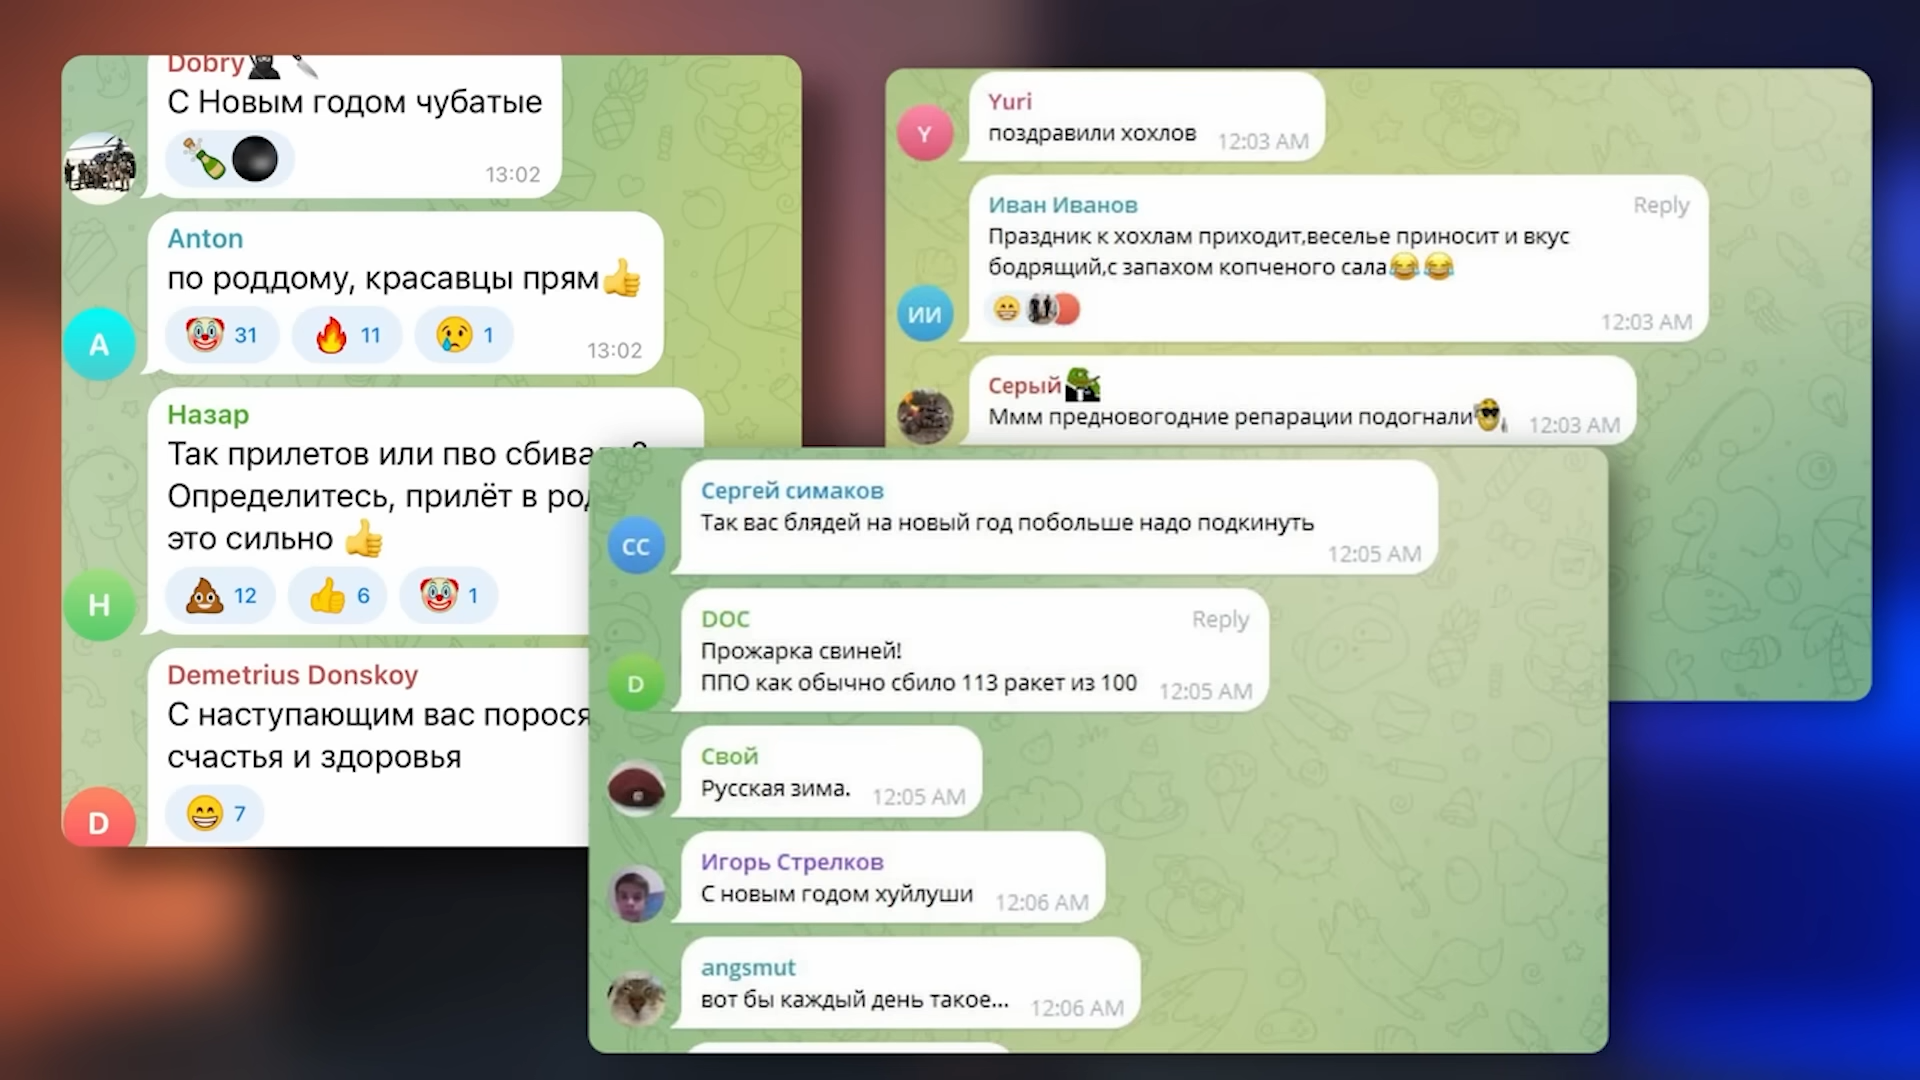 Dobry
С Новым годом чубатые
13:02
Anton
по роддому, красавцы прям
31
11
1
13:02
A
Назар
Так прилетов или пво
Определитесь, прилёт в
это сильно
12
6
1
H
Demetrius Donskoy
С наступающим вас
счастья и здоровья
7
D
Yuri
поздравили хохлов
12:03 AM
Y
Иван Иванов
Reply
Праздник к хохлам приходит,веселье приносит и вкус
бодрящий,с запахом копченого сала
12:03 AM
ИИ
Серый
Ммм предновогодние репарации подогнали
12:03 AM
Сергей симаков
Так вас блядей на новый год побольше надо подкинуть
12:05 AM
СС
DOC
Reply
Прожарка свиней!
ППО как обычно сбило 113 ракет из 100
12:05 AM
D
Свой
Русская зима.
12:05 AM
Игорь Стрелков
С новым годом хуйлуши
12:06 AM
angsmut
вот бы каждый день такое...
12:06 AM